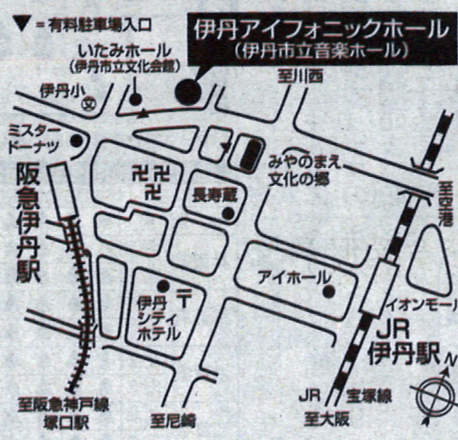 ▼=有料駐車場入口
伊丹アイフォニックホール
(伊丹市立音楽ホール)
いたみホール
(伊丹市立文化会館)
至川西
伊丹小
文
ミスター
ドーナツ
みやのまえ
文化の郷
卍卍
卍
長寿蔵
阪急伊丹駅
至空港
アイホール
伊丹
シティ
ホテル
〒
イオンモール
JR
伊丹駅
N
至阪急神戸線
塚口駅
至尼崎
JR 宝塚線
至大阪